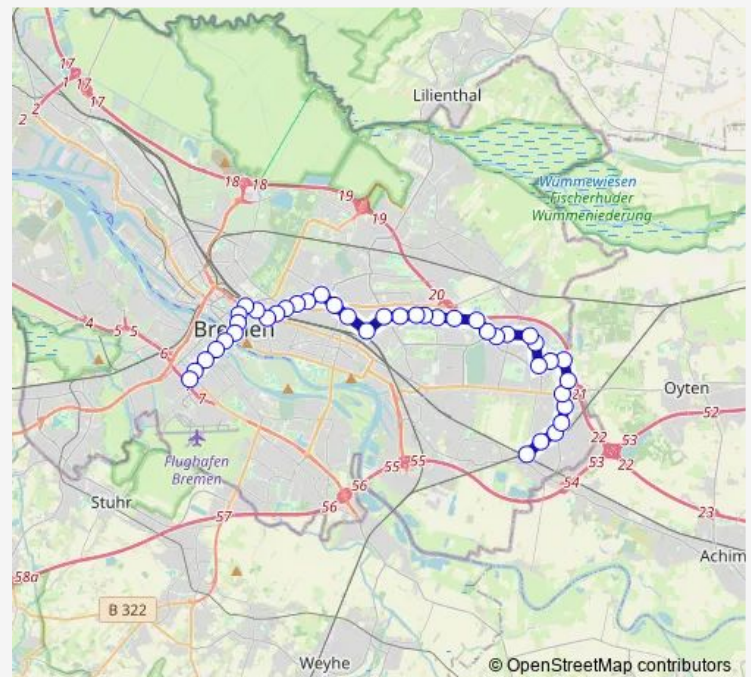 17
1
17
17
2
2
Lilienthal
18
18
19
19
Wümmewiesen
Fischerhuder
Wümmeniederung
20
4
5
5
Bremen
6
7
21
Oyten
52
22
53
53
22
Flughafen
Bremen
55
55
54
23
Stuhr
56
56
57
Achim
58a
B 322
Weyhe
© OpenStreetMap contributors